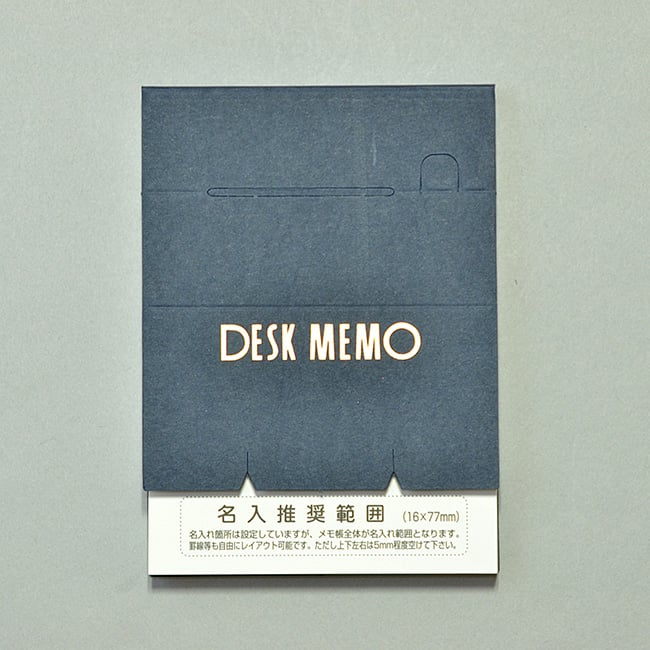 DESK MEMO
名入推奨範囲 (16×77mm)
名入れ箇所は設定していますが、メモ帳全体が名入れ範囲となります。
罫線等も自由にレイアウト可能です。ただし上下左右は5mm程度空けて下さい。